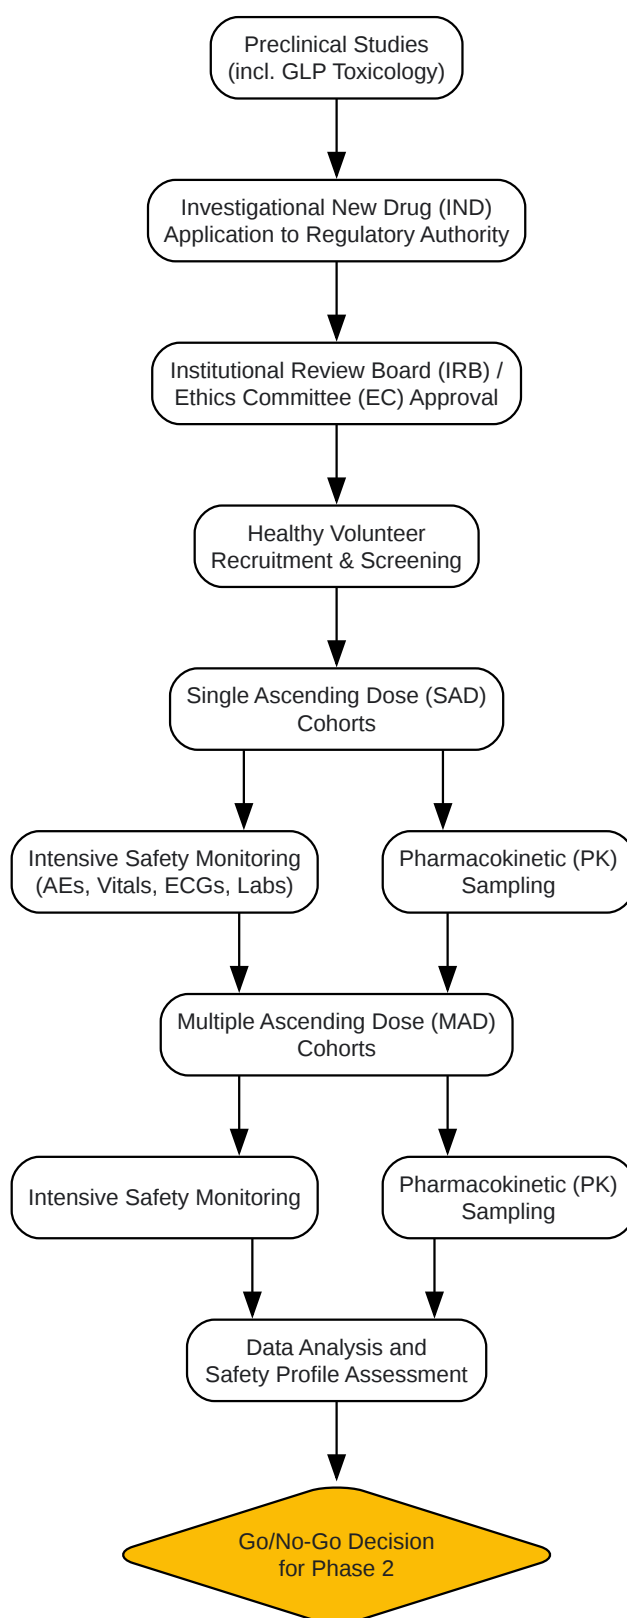 Preclinical Studies
(incl. GLP Toxicology)
Investigational New Drug (IND)
Application to Regulatory Authority
Institutional Review Board (IRB) /
Ethics Committee (EC) Approval
Healthy Volunteer
Recruitment & Screening
Single Ascending Dose (SAD)
Cohorts
Intensive Safety Monitoring
(AEs, Vitals, ECGs, Labs)
Pharmacokinetic (PK)
Sampling
Multiple Ascending Dose (MAD)
Cohorts
Intensive Safety Monitoring
Pharmacokinetic (PK)
Sampling
Data Analysis and
Safety Profile Assessment
Go/No-Go Decision
for Phase 2